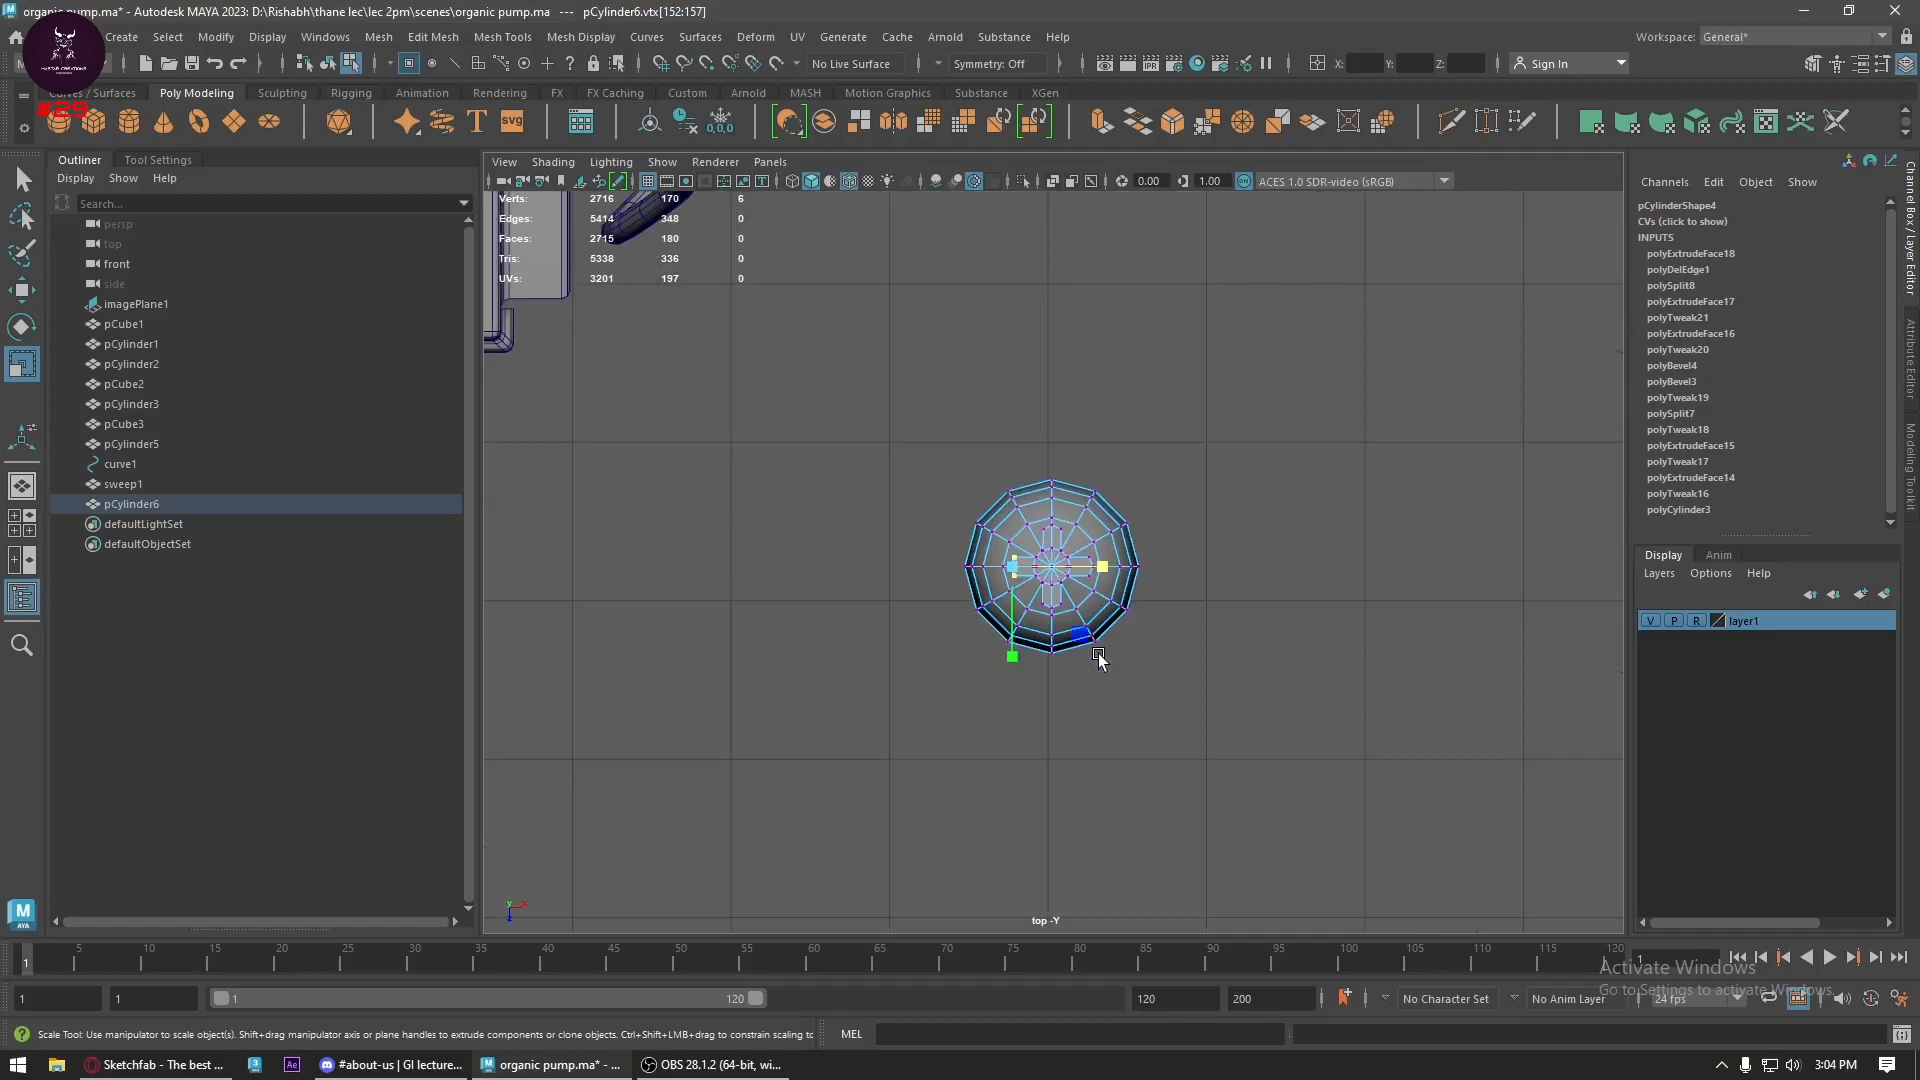 organic pump.ma* - Autodesk MAYA 2023: D:\Rishabh\thane lec\lec 2pm\scenes\organic pump.ma --- pCylinder6.vtx[152:157]
Create Select Modify Display Windows Mesh Edit Mesh Mesh Tools Mesh Display Curves Surfaces Deform UV Generate Cache Arnold Substance Help
Workspace: General*
No Live Surface
Symmetry: Off
X: Y: Z:
Sign In
Curves / Surfaces Poly Modeling Sculpting Rigging Animation Rendering FX FX Caching Custom Arnold MASH Motion Graphics Substance XGen
#29
Outliner Tool Settings
Display Show Help
Search...
persp
top
front
side
imagePlane1
pCube1
pCylinder1
pCylinder2
pCube2
pCylinder3
pCube3
pCylinder5
curve1
sweep1
pCylinder6
defaultLightSet
defaultObjectSet
View Shading Lighting Show Renderer Panels
0.00 1.00 ACES 1.0 SDR-video (sRGB)
Verts: 2716 170 6
Edges: 5414 348 0
Faces: 2715 180 0
Tris: 5338 336 0
UVs: 3201 197 0
top -Y
Channels Edit Object Show
pCylinderShape4
CVs (click to show)
INPUTS
polyExtrudeFace18
polyDelEdge1
polySplit8
polyExtrudeFace17
polyTweak21
polyExtrudeFace16
polyTweak20
polyBevel4
polyBevel3
polyTweak19
polySplit7
polyTweak18
polyExtrudeFace15
polyTweak17
polyExtrudeFace14
polyTweak16
polyCylinder3
Channel Box / Layer Editor
Attribute Editor
Modeling Toolkit
Display Anim
Layers Options Help
V P R layer1
5 10 15 20 25 30 35 40 45 50 55 60 65 70 75 80 85 90 95 100 105 110 115 120
1
1
Activate Windows
Go to Settings to activate Windows.
1 1 1 120 120 200 No Character Set No Anim Layer 24 fps
Scale Tool: Use manipulator to scale object(s). Shift+drag manipulator axis or plane handles to extrude components or clone objects. Ctrl+Shift+LMB+drag to constrain scaling to
MEL
Sketchfab - The best ...
#about-us | GI lecture...
organic pump.ma* - ...
OBS 28.1.2 (64-bit, wi...
3:04 PM